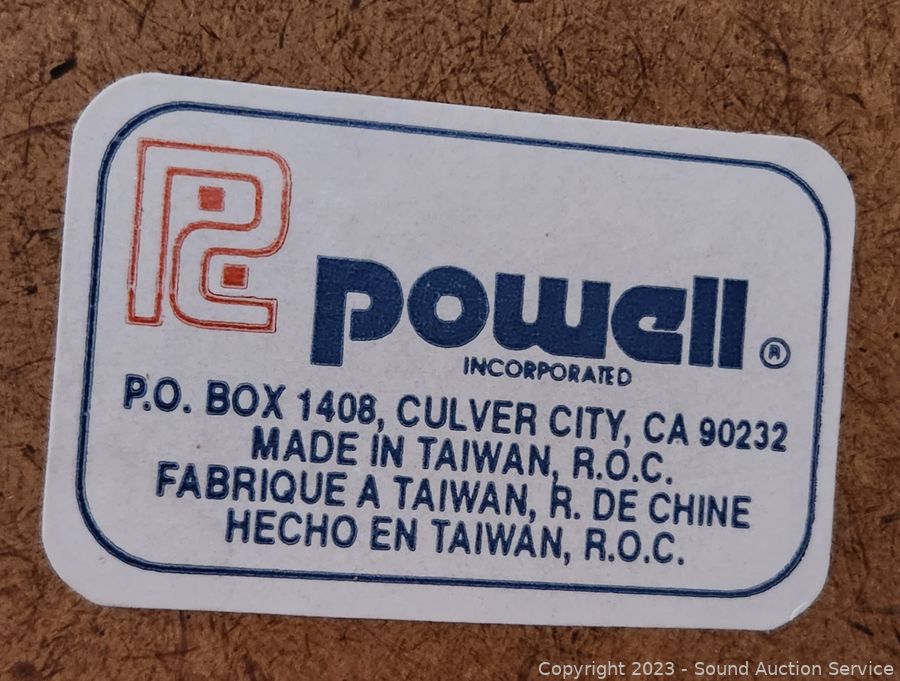 powell ®
INCORPORATED
P.O. BOX 1408, CULVER CITY, CA 90232
MADE IN TAIWAN, R.O.C.
FABRIQUE A TAIWAN, R. DE CHINE
HECHO EN TAIWAN, R.O.C.
Copyright 2023 - Sound Auction Service